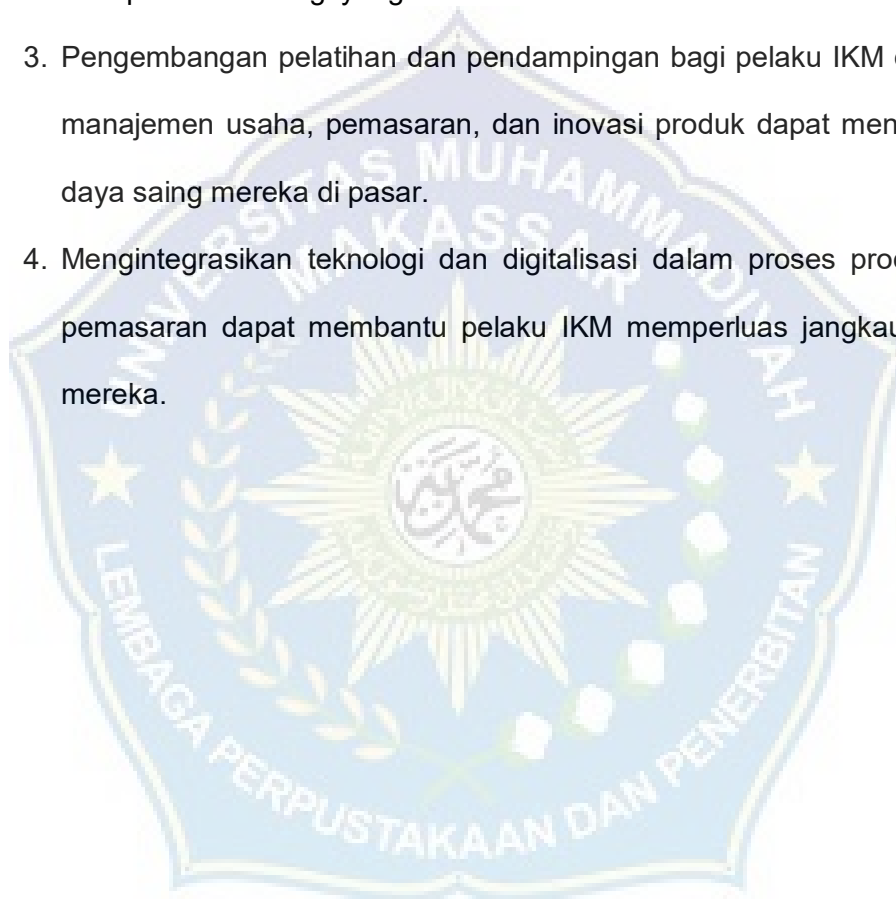 3. Pengembangan pelatihan dan pendampingan bagi pelaku IKM
manajemen usaha, pemasaran, dan inovasi produk dapat men
daya saing mereka di pasar.
4. Mengintegrasikan teknologi dan digitalisasi dalam proses pro
pemasaran dapat membantu pelaku IKM memperluas jangkau
mereka.
UNIVERSITAS MUHAMMADIYAH
MAKASSAR
LEMBAGA PERPUSTAKAAN DAN PENERBITAN